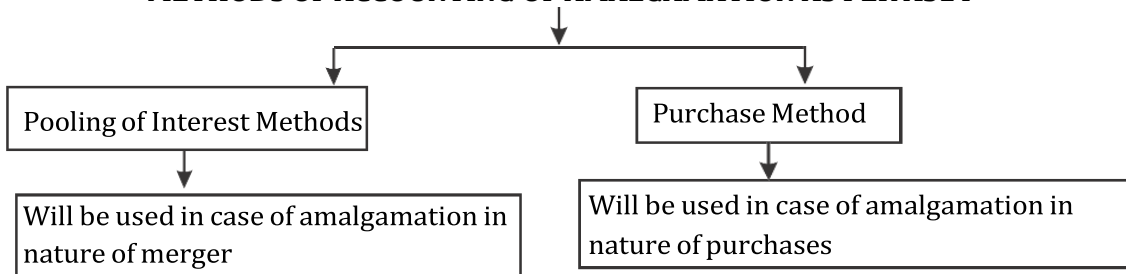 Pooling of Interest Methods
Purchase Method
Will be used in case of amalgamation in
nature of merger
Will be used in case of amalgamation in
nature of purchases